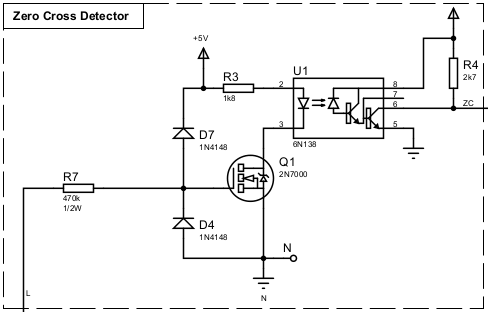 Zero Cross Detector
+5V
R3
1k8
U1
2
3
8
7
6
5
6N138
R4
2k7
ZC
D7
1N4148
Q1
2N7000
R7
470k
1/2W
D4
1N4148
N
L
N